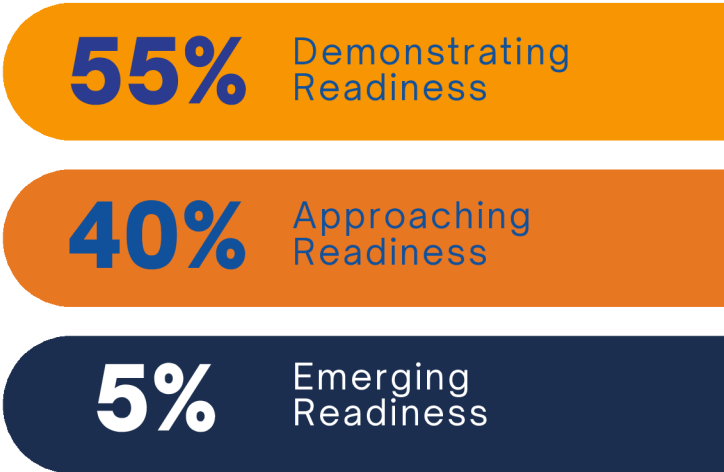 55%
Demonstrating
Readiness
40%
Approaching
Readiness
5%
Emerging
Readiness